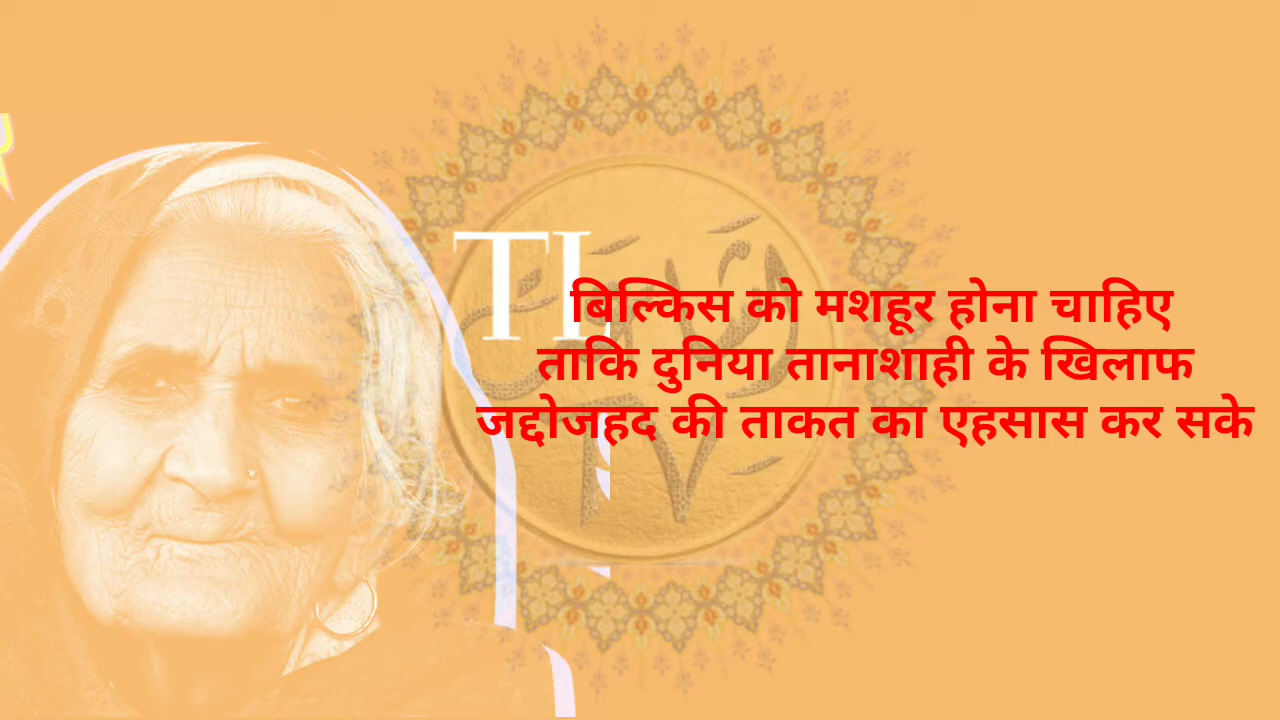 TI
बिल्किस को मशहूर होना चाहिए
ताकि दुनिया तानाशाही के खिलाफ
जद्दोजहद की ताकत का एहसास कर सके